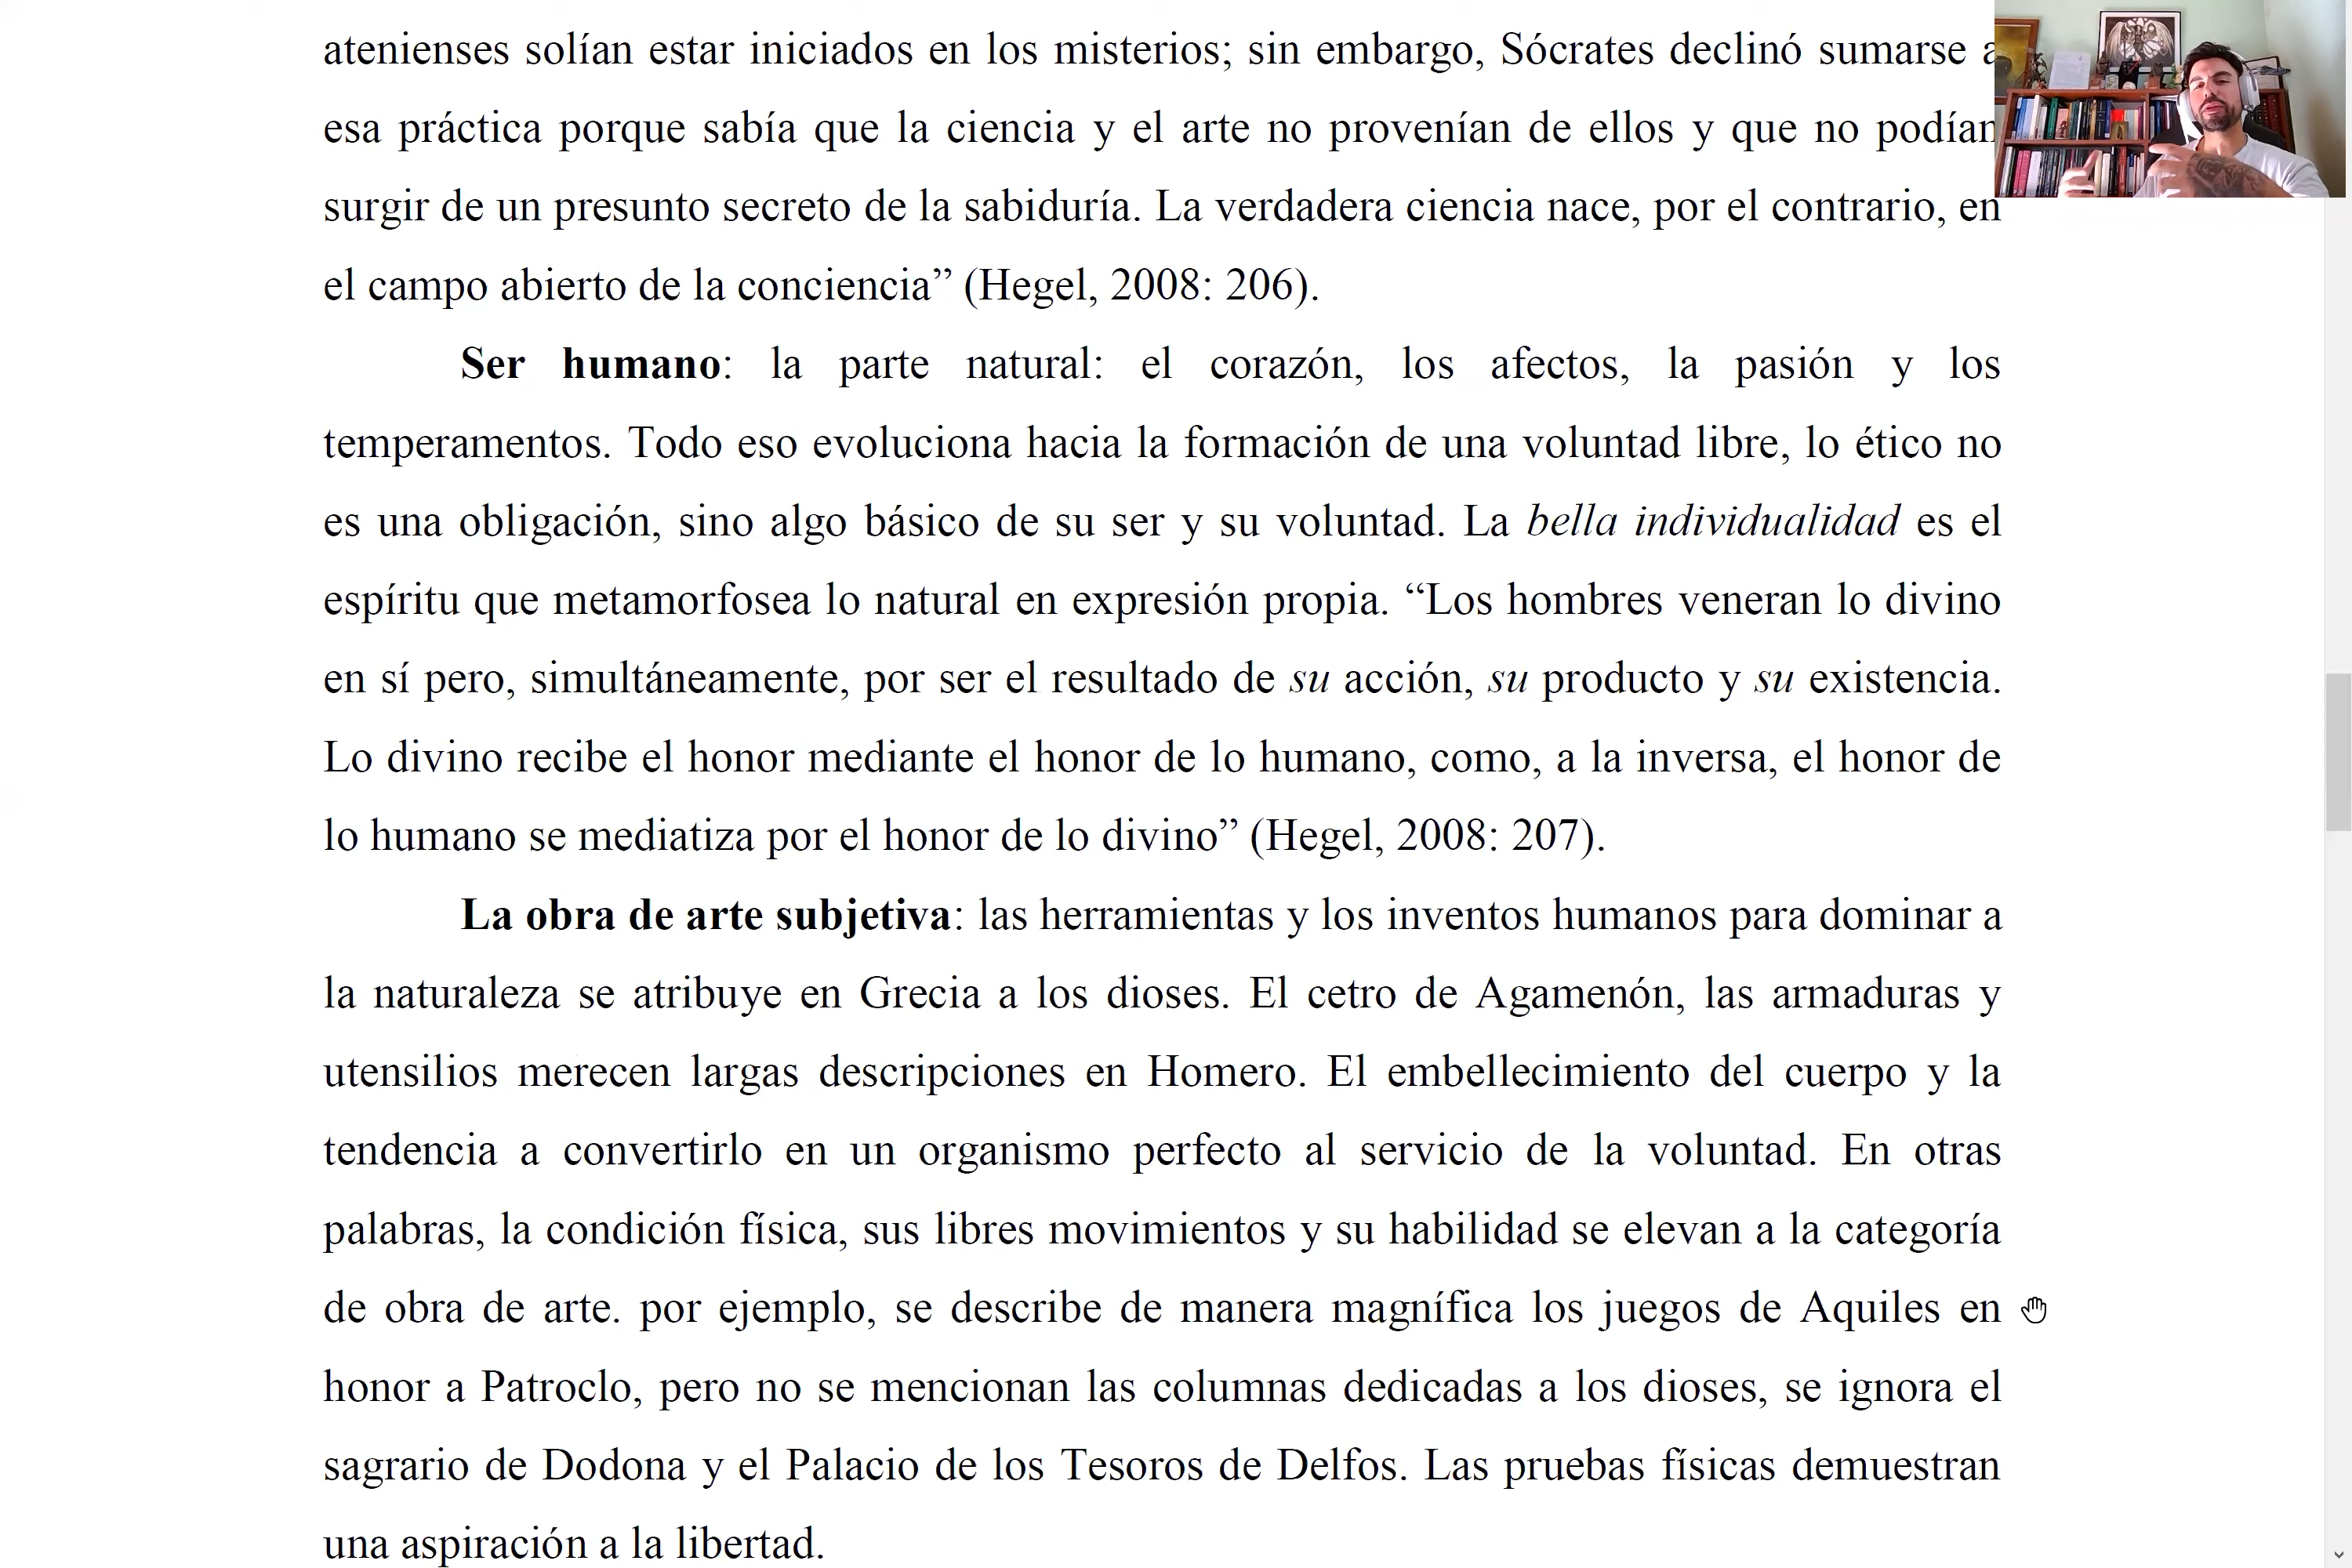 atenienses solían estar iniciados en los misterios; sin embargo, Sócrates declinó sumarse a
esa práctica porque sabía que la ciencia y el arte no provenían de ellos y que no podían
surgir de un presunto secreto de la sabiduría. La verdadera ciencia nace, por el contrario, en
el campo abierto de la conciencia” (Hegel, 2008: 206).
Ser humano: la parte natural: el corazón, los afectos, la pasión y los
temperamentos. Todo eso evoluciona hacia la formación de una voluntad libre, lo ético no
es una obligación, sino algo básico de su ser y su voluntad. La bella individualidad es el
espíritu que metamorfosea lo natural en expresión propia. “Los hombres veneran lo divino
en sí pero, simultáneamente, por ser el resultado de su acción, su producto y su existencia.
Lo divino recibe el honor mediante el honor de lo humano, como, a la inversa, el honor de
lo humano se mediatiza por el honor de lo divino” (Hegel, 2008: 207).
La obra de arte subjetiva: las herramientas y los inventos humanos para dominar a
la naturaleza se atribuye en Grecia a los dioses. El cetro de Agamenón, las armaduras y
utensilios merecen largas descripciones en Homero. El embellecimiento del cuerpo y la
tendencia a convertirlo en un organismo perfecto al servicio de la voluntad. En otras
palabras, la condición física, sus libres movimientos y su habilidad se elevan a la categoría
de obra de arte. por ejemplo, se describe de manera magnífica los juegos de Aquiles en
honor a Patroclo, pero no se mencionan las columnas dedicadas a los dioses, se ignora el
sagrario de Dodona y el Palacio de los Tesoros de Delfos. Las pruebas físicas demuestran
una aspiración a la libertad.